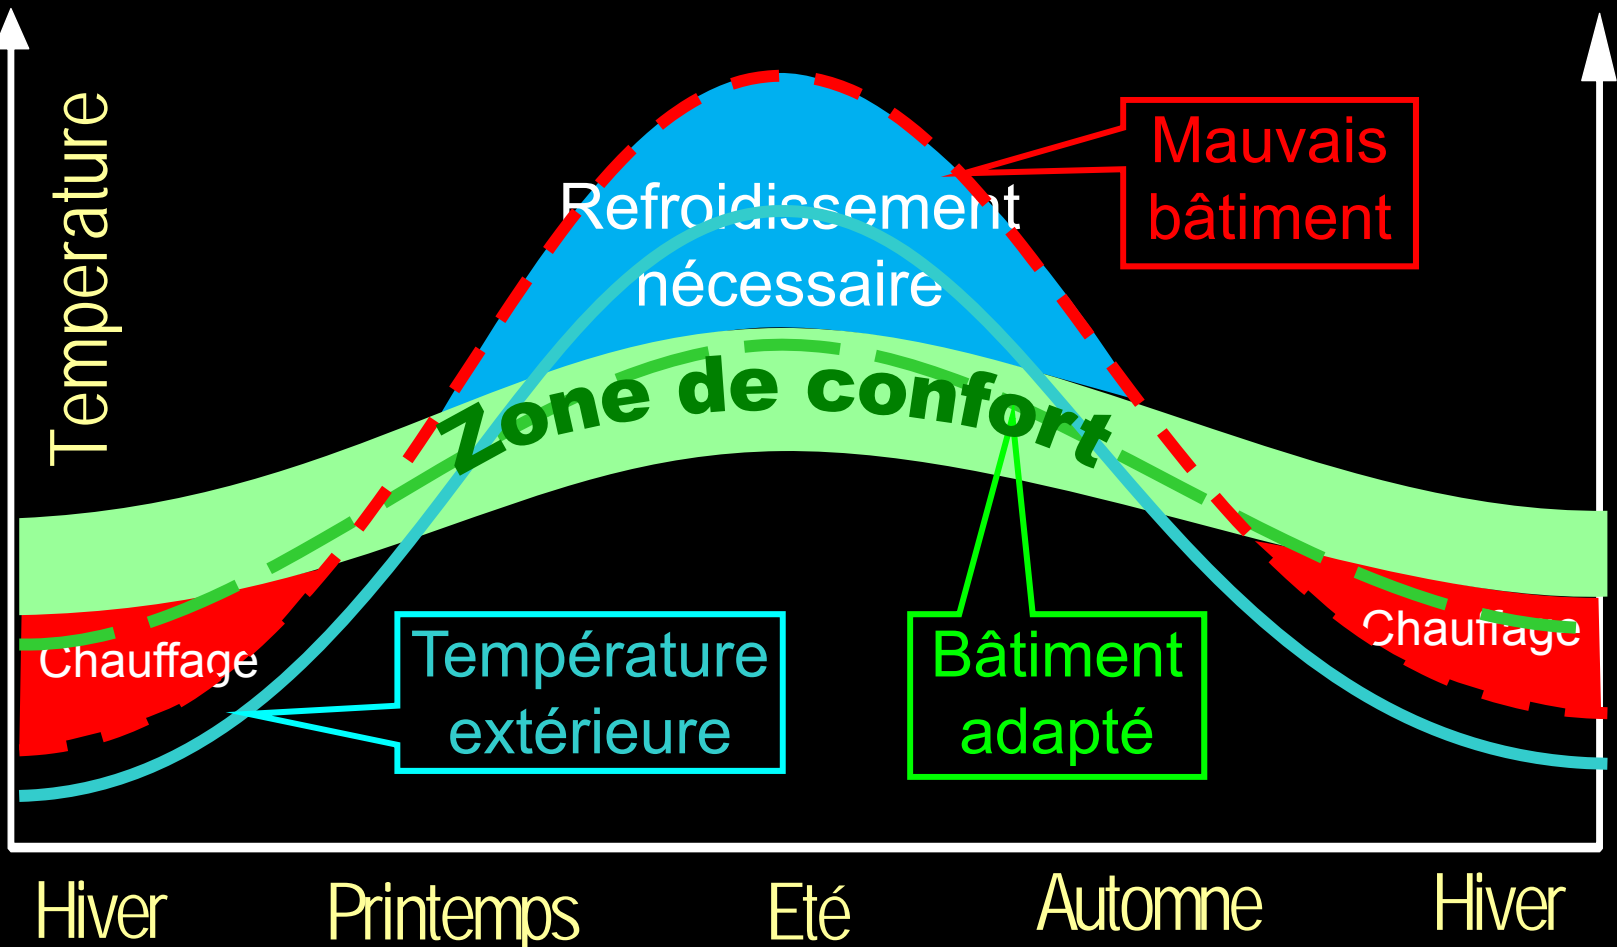 Temperature
Mauvais
bâtiment
Refroidissement
nécessaire
Zone de confort
Chauffage
Chauffage
Température
extérieure
Bâtiment
adapté
Hiver
Printemps
Eté
Automne
Hiver